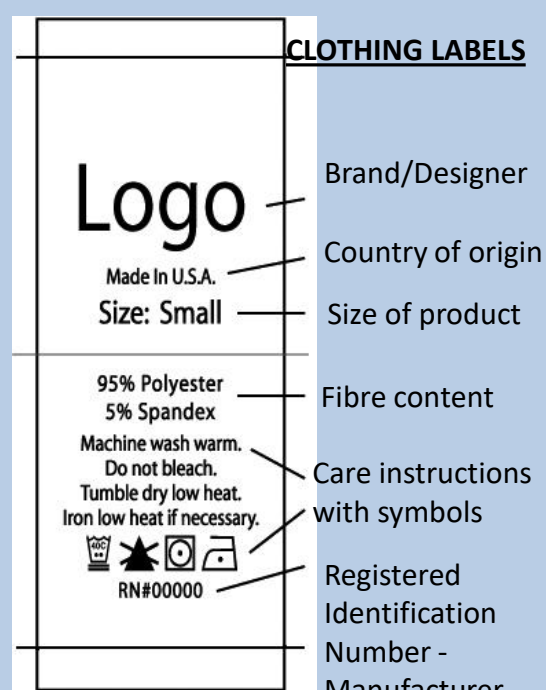 CLOTHING LABELS
Logo
Made In U.S.A.
Size: Small
95% Polyester
5% Spandex
Machine wash warm.
Do not bleach.
Tumble dry low heat.
Iron low heat if necessary.
40C
RN#00000
Brand/Designer
Country of origin
Size of product
Fibre content
Care instructions
with symbols
Registered
Identification
Number -
Manufacturer